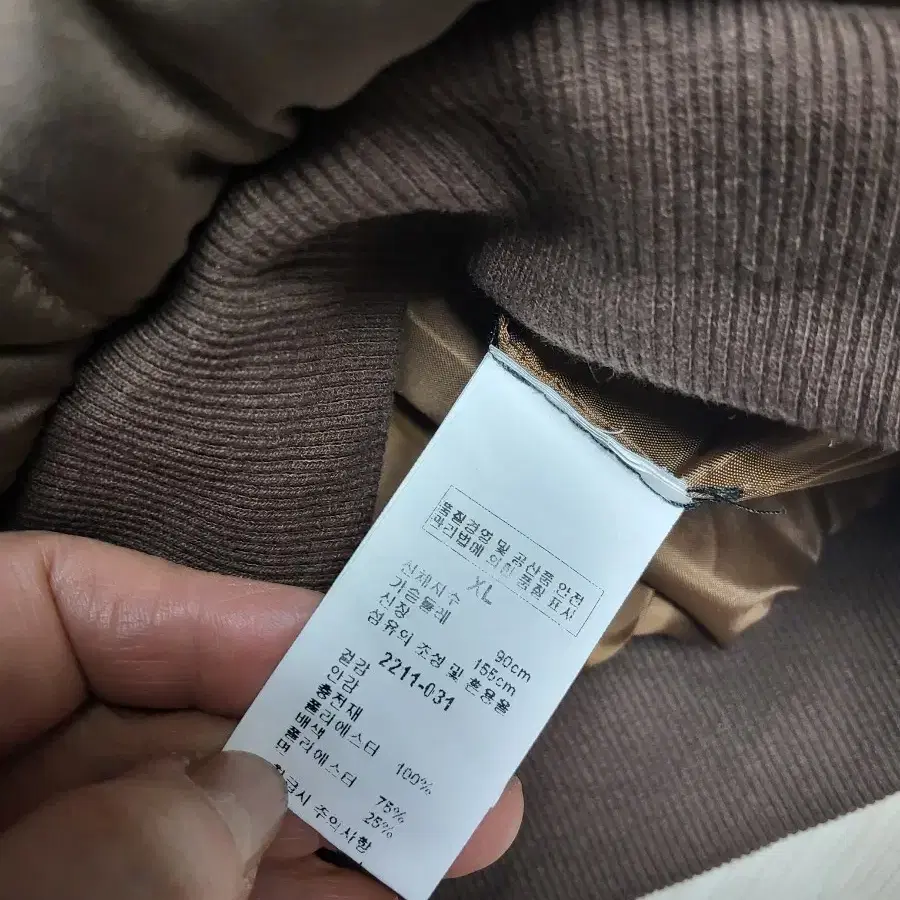 품질경영 및 공산품 안전
관리법에 의한 품질 표시
신체치수 XL
가슴둘레 90cm
신장 155cm
섬유의 조성 및 혼용율
겉감 2211-031
안감
충전재
폴리에스터 100%
배색
폴리에스터 75%
면 25%
취급시 주의사항